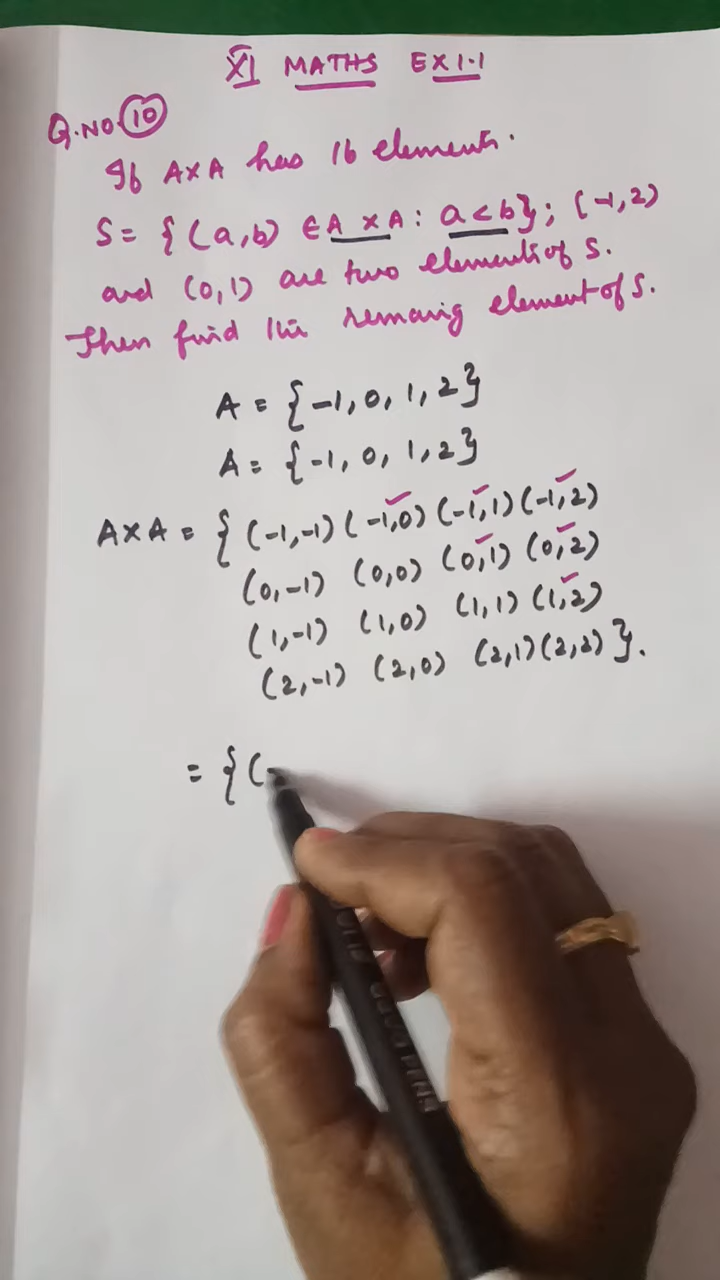 XI MATHS EX 1.1
Q.NO. 10
If A×A has 16 elements.
S = {(a,b) ∈ A × A : a < b}; (-1,2)
and (0,1) are two elements of S.
Then find the remaing element of S.
A = {-1, 0, 1, 2}
A = {-1, 0, 1, 2}
A×A = { (-1,-1) (-1,0) (-1,1) (-1,2)
(0,-1) (0,0) (0,1) (0,2)
(1,-1) (1,0) (1,1) (1,2)
(2,-1) (2,0) (2,1) (2,2) }.
= { (-